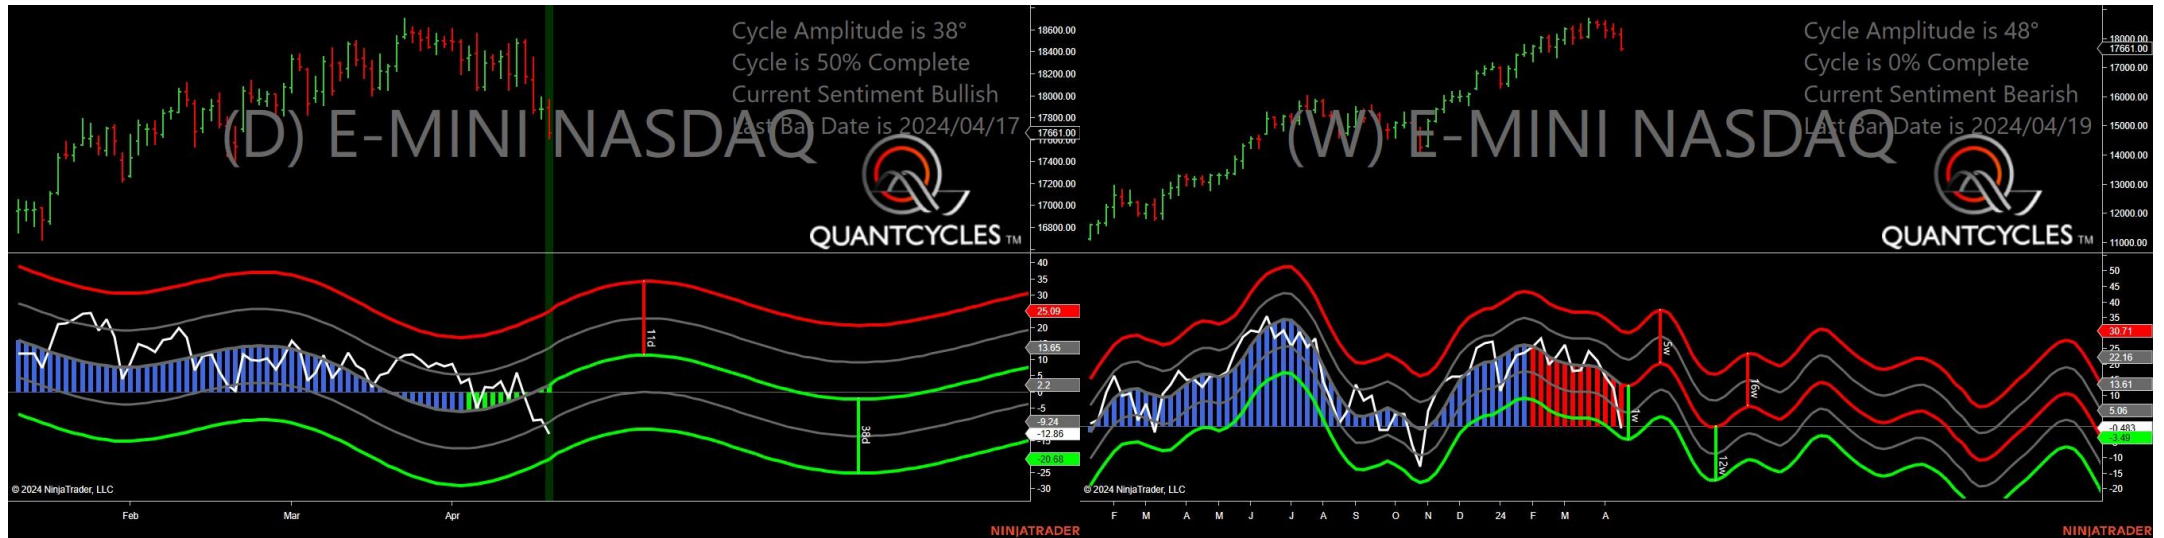 Cycle Amplitude is 38°
Cycle is 50% Complete
Current Sentiment Bullish
Last Bar Date is 2024/04/17
(D) E-MINI NASDAQ
QUANTCYCLES TM
18600.00
18400.00
18200.00
18000.00
17800.00
17661.00
17400.00
17200.00
17000.00
16800.00
40
35
30
25.09
20
13.65
10
5
2.2
0
-5
-9.24
-12.86
-20.68
-25
-30
11d
38d
© 2024 NinjaTrader, LLC
Feb Mar Apr
NINJATRADER
Cycle Amplitude is 48°
Cycle is 0% Complete
Current Sentiment Bearish
Last Bar Date is 2024/04/19
(W) E-MINI NASDAQ
QUANTCYCLES TM
18000.00
17661.00
17000.00
16000.00
15000.00
14000.00
13000.00
12000.00
11000.00
50
45
40
35
30.71
25
22.16
13.61
10
5.06
-0.483
-3.49
-10
-15
-20
5w
16w
1w
12w
© 2024 NinjaTrader, LLC
F M A M J J A S O N D 24 F M A
NINJATRADER